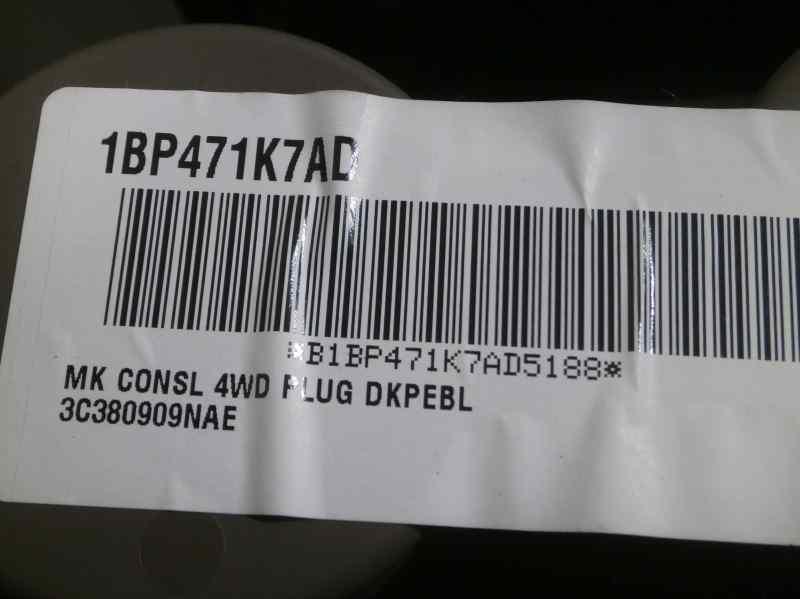 1BP471K7AD
*B1BP471K7AD5188*
MK CONSL 4WD PLUG DKPEBL
3C380909NAE